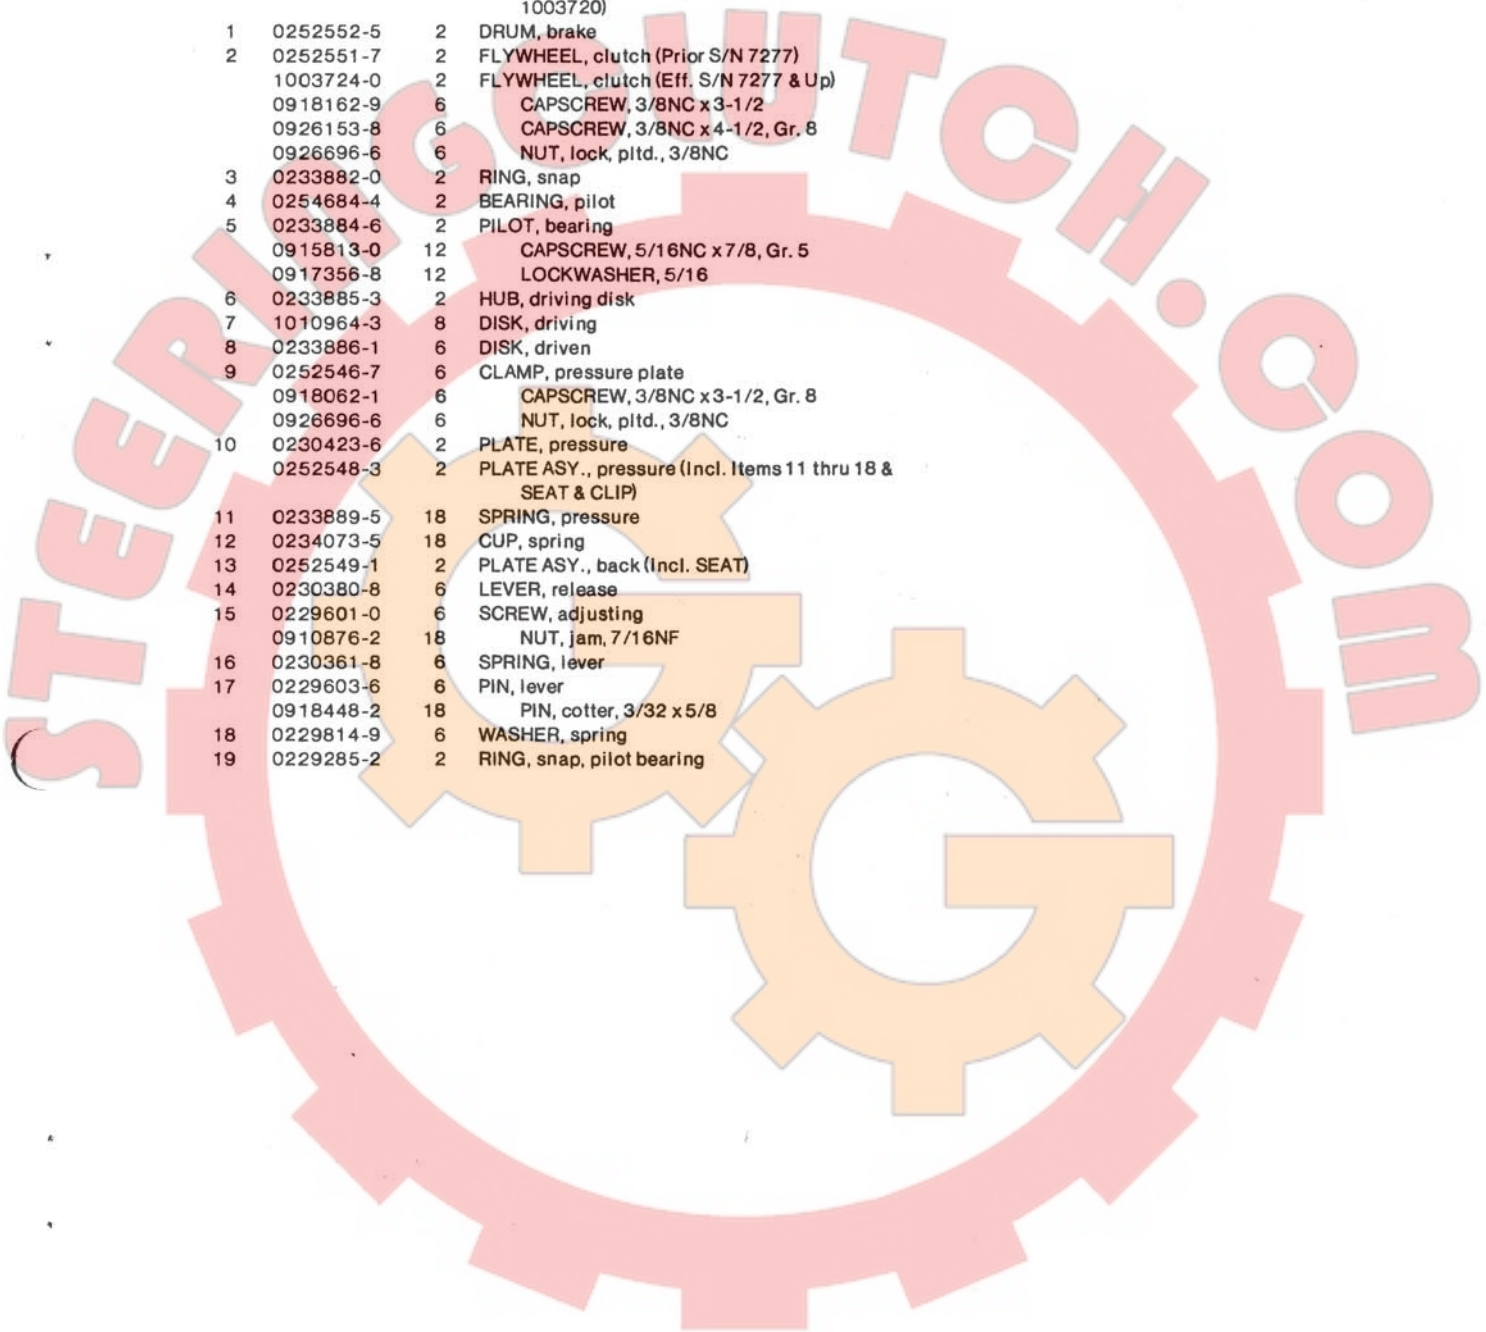 1003720)
1 0252552-5 2 DRUM, brake
2 0252551-7 2 FLYWHEEL, clutch (Prior S/N 7277)
1003724-0 2 FLYWHEEL, clutch (Eff. S/N 7277 & Up)
0918162-9 6 CAPSCREW, 3/8NC x 3-1/2
0926153-8 6 CAPSCREW, 3/8NC x 4-1/2, Gr. 8
0926696-6 6 NUT, lock, pltd., 3/8NC
3 0233882-0 2 RING, snap
4 0254684-4 2 BEARING, pilot
5 0233884-6 2 PILOT, bearing
0915813-0 12 CAPSCREW, 5/16NC x 7/8, Gr. 5
0917356-8 12 LOCKWASHER, 5/16
6 0233885-3 2 HUB, driving disk
7 1010964-3 8 DISK, driving
8 0233886-1 6 DISK, driven
9 0252546-7 6 CLAMP, pressure plate
0918062-1 6 CAPSCREW, 3/8NC x 3-1/2, Gr. 8
0926696-6 6 NUT, lock, pltd., 3/8NC
10 0230423-6 2 PLATE, pressure
0252548-3 2 PLATE ASY., pressure (Incl. Items 11 thru 18 &
SEAT & CLIP)
11 0233889-5 18 SPRING, pressure
12 0234073-5 18 CUP, spring
13 0252549-1 2 PLATE ASY., back (Incl. SEAT)
14 0230380-8 6 LEVER, release
15 0229601-0 6 SCREW, adjusting
0910876-2 18 NUT, jam, 7/16NF
16 0230361-8 6 SPRING, lever
17 0229603-6 6 PIN, lever
0918448-2 18 PIN, cotter, 3/32 x 5/8
18 0229814-9 6 WASHER, spring
19 0229285-2 2 RING, snap, pilot bearing
STEERINGCLUTCH.COM
GG